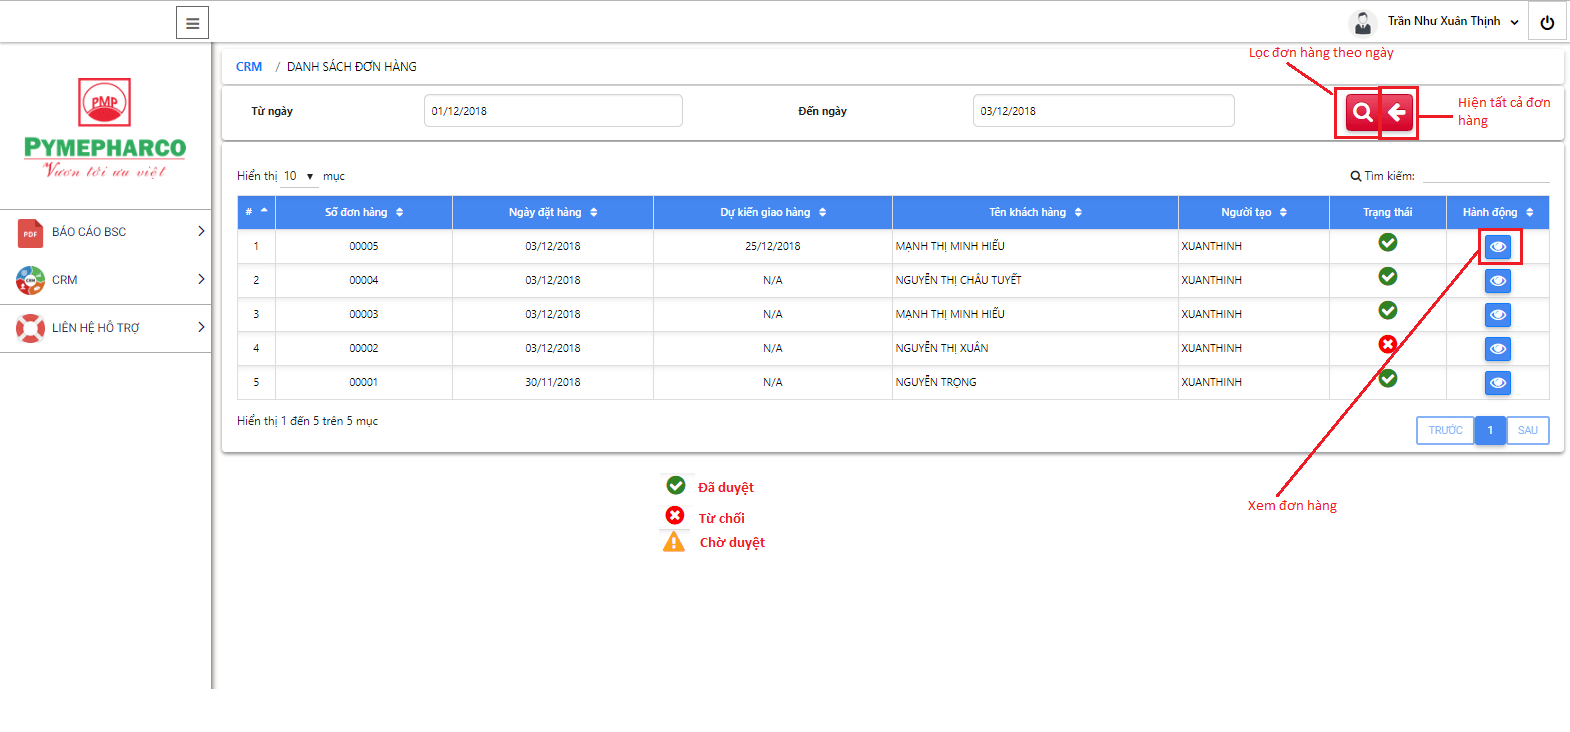 Trần Như Xuân Thịnh
Lọc đơn hàng theo ngày
CRM / DANH SÁCH ĐƠN HÀNG
Từ ngày 01/12/2018 Đến ngày 03/12/2018
Hiện tất cả đơn
hàng
PMP
PYMEPHARCO
Vươn tới ưu việt
PDF BÁO CÁO BSC
CRM CRM
LIÊN HỆ HỖ TRỢ
Hiển thị 10 mục Tìm kiếm:
# Số đơn hàng Ngày đặt hàng Dự kiến giao hàng Tên khách hàng Người tạo Trạng thái Hành động
1 00005 03/12/2018 25/12/2018 MẠNH THỊ MINH HIẾU XUANTHINH
2 00004 03/12/2018 N/A NGUYỄN THỊ CHÂU TUYẾT XUANTHINH
3 00003 03/12/2018 N/A MẠNH THỊ MINH HIẾU XUANTHINH
4 00002 03/12/2018 N/A NGUYỄN THỊ XUÂN XUANTHINH
5 00001 30/11/2018 N/A NGUYỄN TRỌNG XUANTHINH
Hiển thị 1 đến 5 trên 5 mục
TRƯỚC 1 SAU
Đã duyệt
Từ chối
Chờ duyệt
Xem đơn hàng